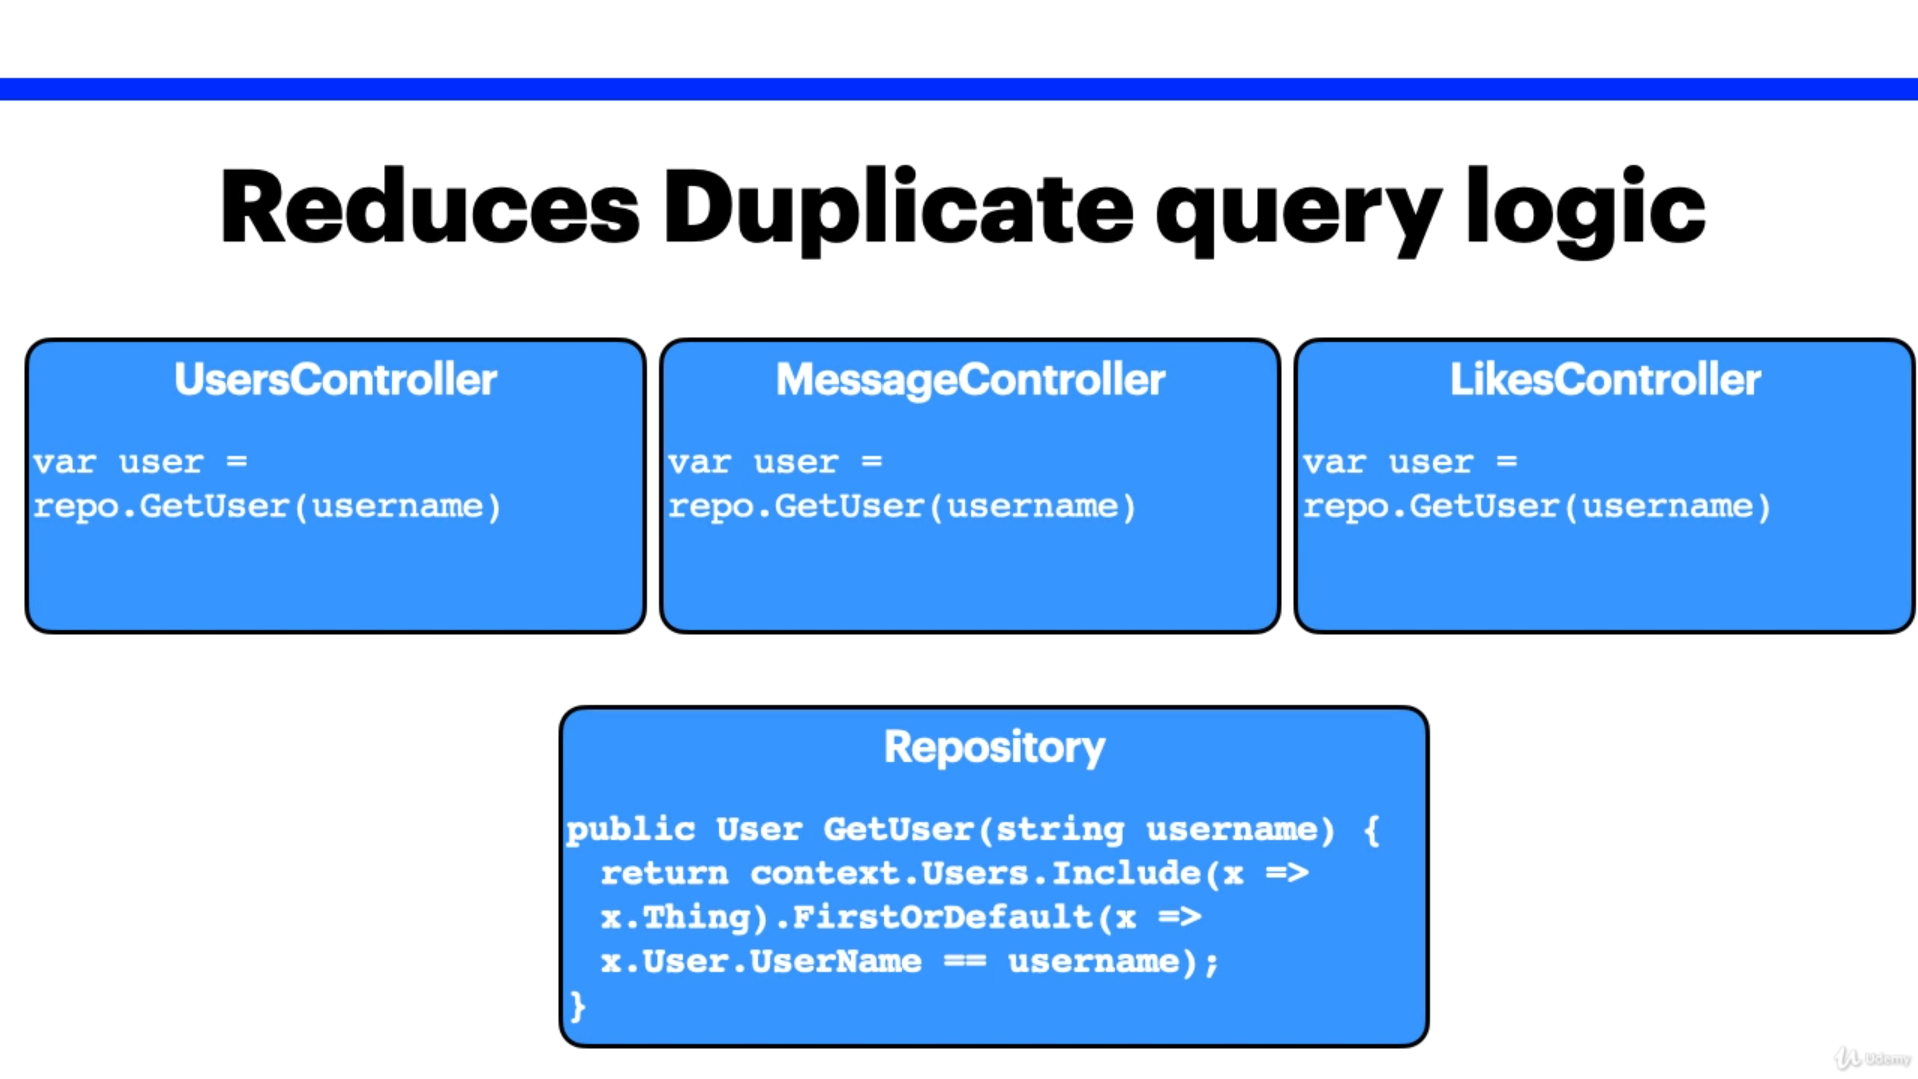 Reduces Duplicate query logic
UsersController
var user =
repo.GetUser(username)
MessageController
var user =
repo.GetUser(username)
LikesController
var user =
repo.GetUser(username)
Repository
public User GetUser(string username) {
return context.Users.Include(x =>
x.Thing).FirstOrDefault(x =>
x.User.UserName == username);
}
Udemy